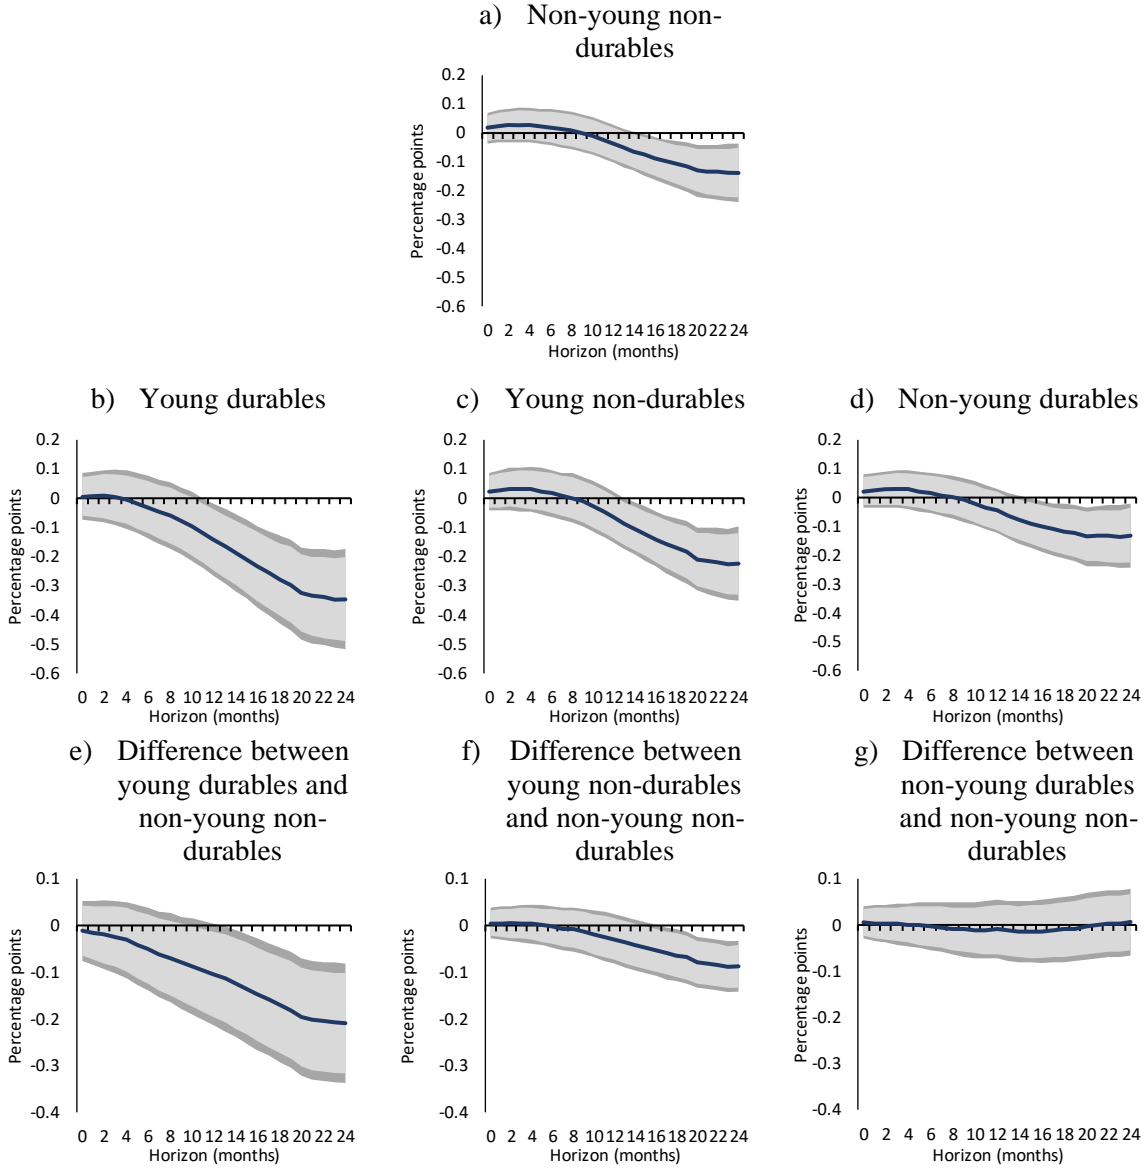 a) Non-young non-
durables
0.2
0.1
0
-0.1
-0.2
-0.3
-0.4
-0.5
-0.6
Percentage points
0 2 4 6 8 10 12 14 16 18 20 22 24
Horizon (months)
b) Young durables
0.2
0.1
0
-0.1
-0.2
-0.3
-0.4
-0.5
-0.6
Percentage points
0 2 4 6 8 10 12 14 16 18 20 22 24
Horizon (months)
c) Young non-durables
0.2
0.1
0
-0.1
-0.2
-0.3
-0.4
-0.5
-0.6
Percentage points
0 2 4 6 8 10 12 14 16 18 20 22 24
Horizon (months)
d) Non-young durables
0.2
0.1
0
-0.1
-0.2
-0.3
-0.4
-0.5
-0.6
Percentage points
0 2 4 6 8 10 12 14 16 18 20 22 24
Horizon (months)
e) Difference between
young durables and
non-young non-
durables
0.1
0
-0.1
-0.2
-0.3
-0.4
Percentage points
0 2 4 6 8 10 12 14 16 18 20 22 24
Horizon (months)
f) Difference between
young non-durables
and non-young non-
durables
0.1
0
-0.1
-0.2
-0.3
-0.4
Percentage points
0 2 4 6 8 10 12 14 16 18 20 22 24
Horizon (months)
g) Difference between
non-young durables
and non-young non-
durables
0.1
0
-0.1
-0.2
-0.3
-0.4
Percentage points
0 2 4 6 8 10 12 14 16 18 20 22 24
Horizon (months)